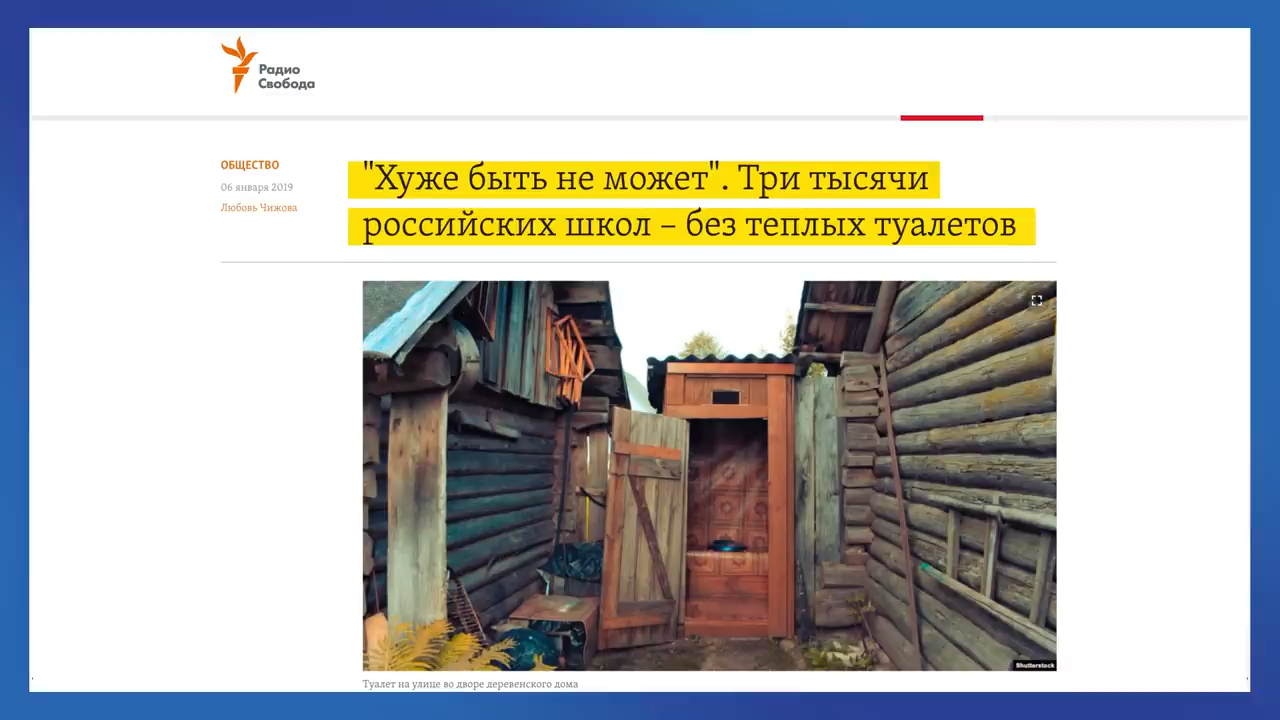 Радио
Свобода
ОБЩЕСТВО
06 января 2019
Любовь Чижова
"Хуже быть не может". Три тысячи
российских школ – без теплых туалетов
Shutterstock
Туалет на улице во дворе деревенского дома